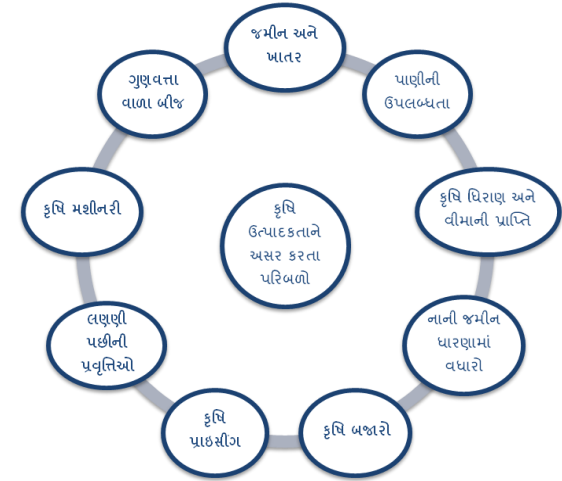 જમીન અને
ખાતર
પાણીની
ઉપલબ્ધતા
કૃષિ ધિરાણ અને
વીમાની પ્રાપ્તિ
નાની જમીન
ધારણામાં
વધારો
કૃષિ બજારો
કૃષિ
પ્રાઇસીગ
લણણી
પછીની
પ્રવૃત્તિઓ
કૃષિ મશીનરી
ગુણવત્તા
વાળા બીજ
કૃષિ
ઉત્પાદકતાને
અસર કરતા
પરિબળો